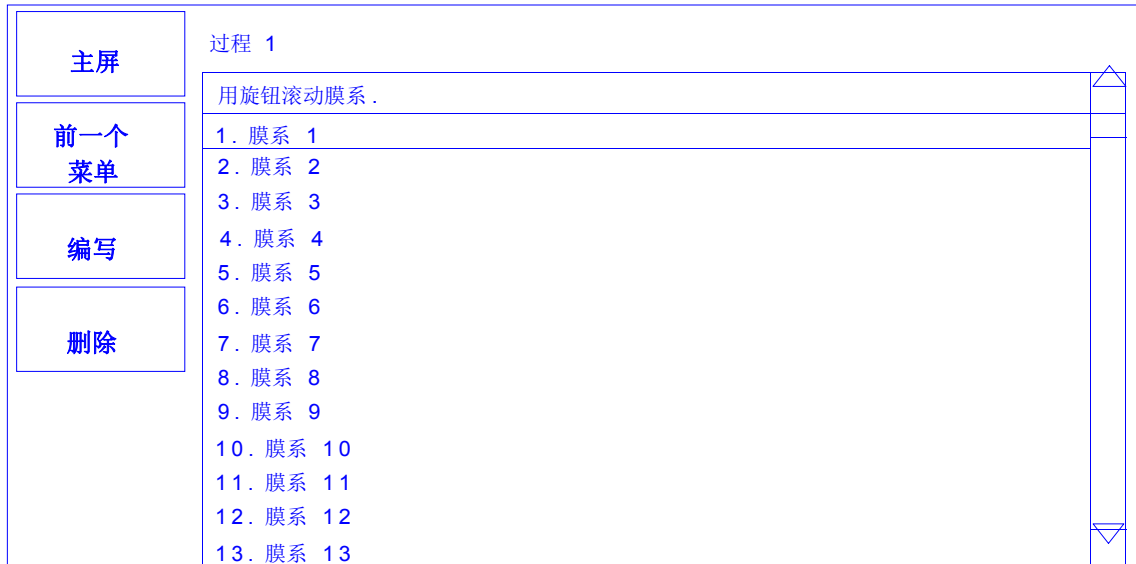 主屏
前一个
菜单
编写
删除
过程 1
用旋钮滚动膜系.
1. 膜系 1
2. 膜系 2
3. 膜系 3
4. 膜系 4
5. 膜系 5
6. 膜系 6
7. 膜系 7
8. 膜系 8
9. 膜系 9
10. 膜系 10
11. 膜系 11
12. 膜系 12
13. 膜系 13